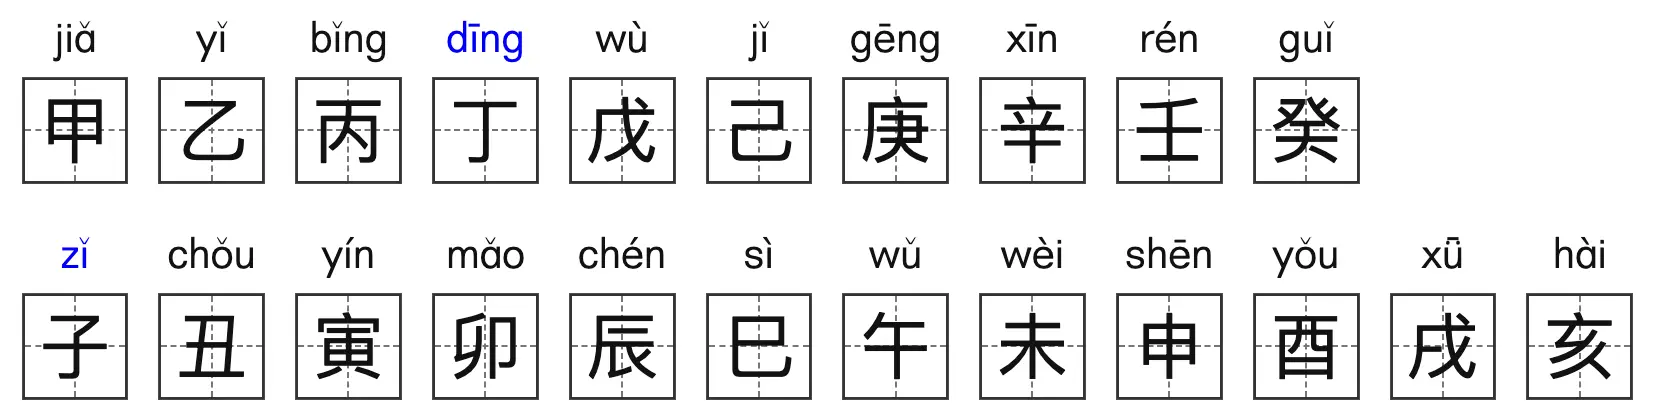 jiǎ yǐ bǐng dīng wù jǐ gēng xīn rén guǐ
甲 乙 丙 丁 戊 己 庚 辛 壬 癸
zǐ chǒu yín mǎo chén sì wǔ wèi shēn yǒu xǖ hài
子 丑 寅 卯 辰 巳 午 未 申 酉 戌 亥